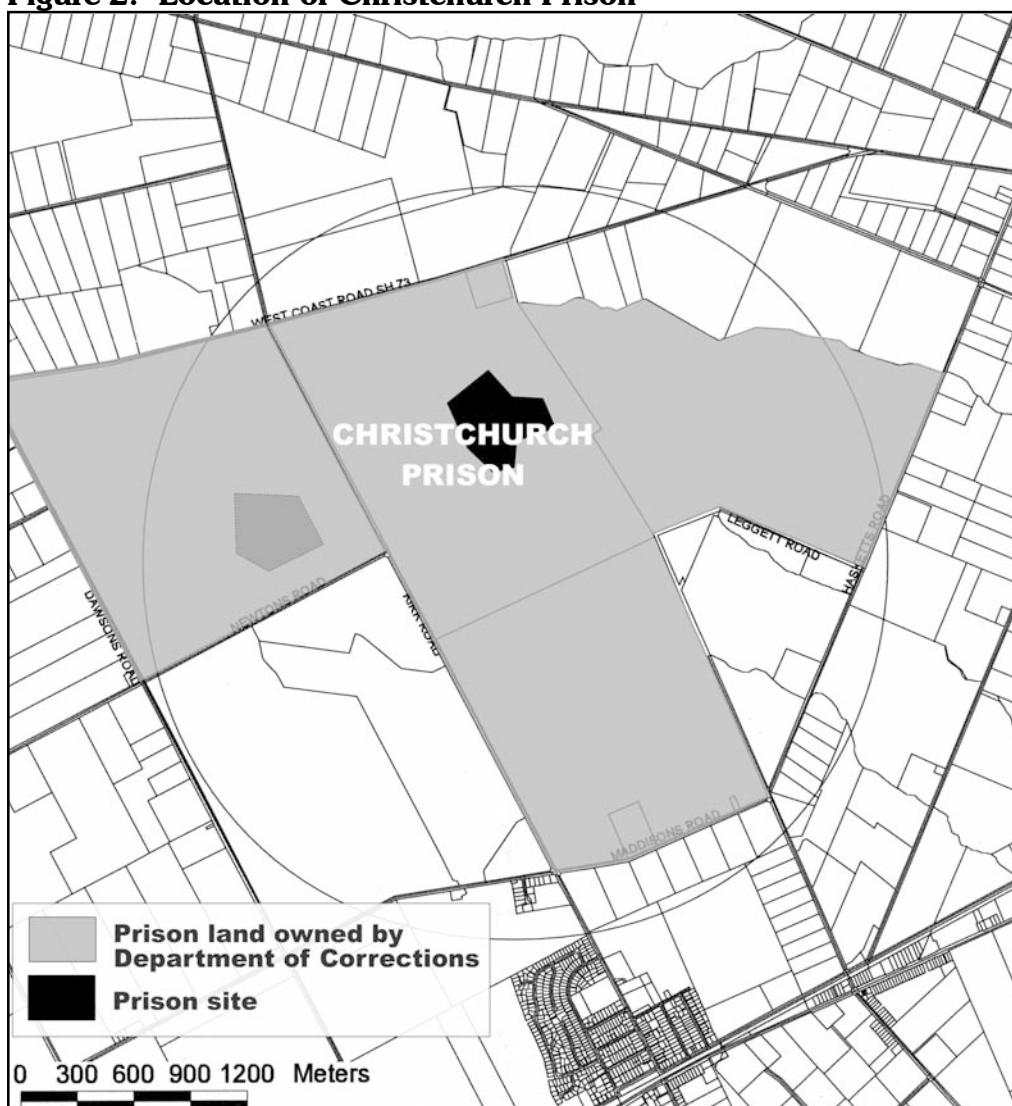 Figure 2: Location of Christchurch Prison
WEST COAST ROAD SH 73
CHRISTCHURCH
PRISON
LEGGETT ROAD
HASKETTS ROAD
NEWTONS ROAD
KIRK ROAD
DAWSONS ROAD
MADDISONS ROAD
Prison land owned by
Department of Corrections
Prison site
0 300 600 900 1200 Meters